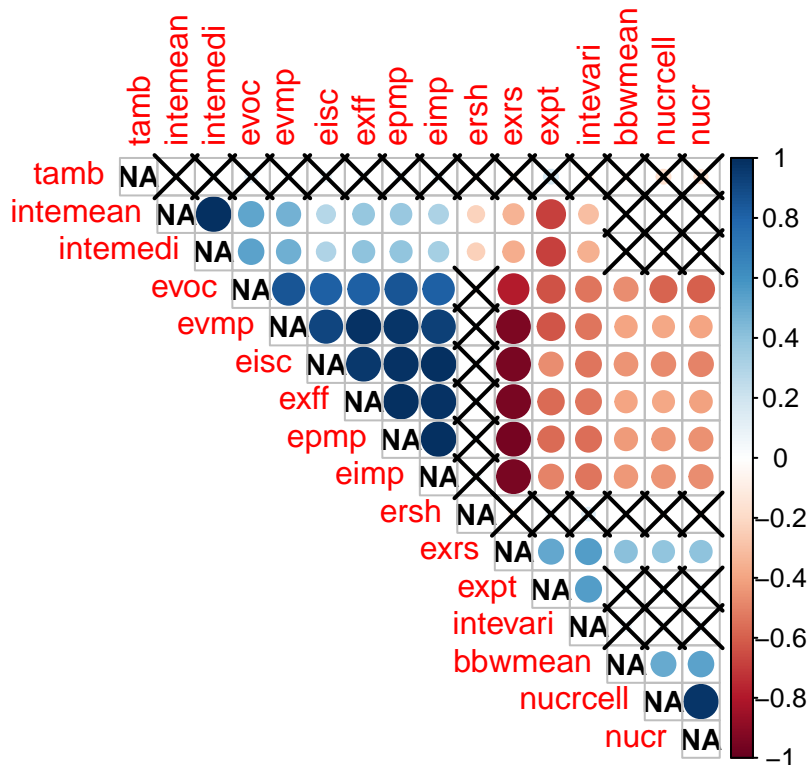 tamb intemean intemedi evoc evmp eisc exff epmp eimp ersh exrs expt intevari bbwmean nucrcell nucr
tamb NA
intemean NA
intemedi NA
evoc NA
evmp NA
eisc NA
exff NA
epmp NA
eimp NA
ersh NA
exrs NA
expt NA
intevari NA
bbwmean NA
nucrcell NA
nucr NA
1
0.8
0.6
0.4
0.2
0
−0.2
−0.4
−0.6
−0.8
−1